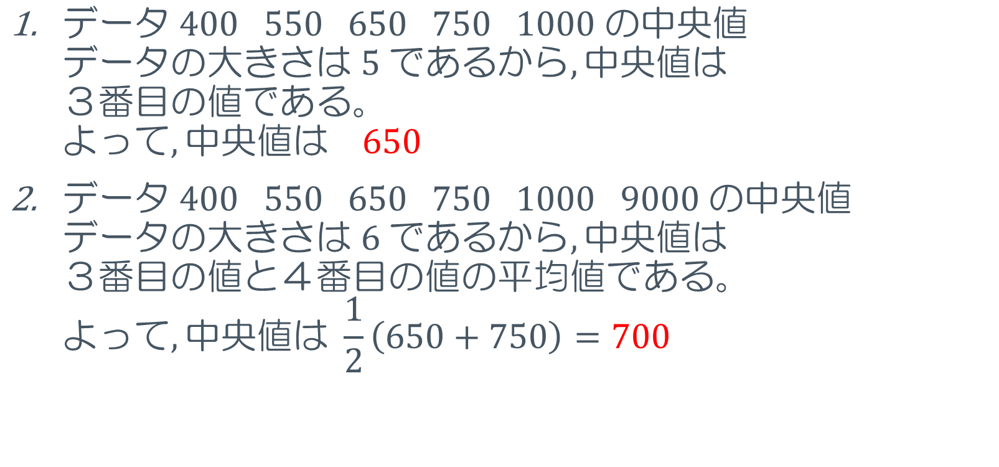 1. データ 400 550 650 750 1000 の中央値
データの大きさは 5 であるから, 中央値は
３番目の値である。
よって, 中央値は 650
2. データ 400 550 650 750 1000 9000 の中央値
データの大きさは 6 であるから, 中央値は
３番目の値と４番目の値の平均値である。
よって, 中央値は 1/2 (650 + 750) = 700